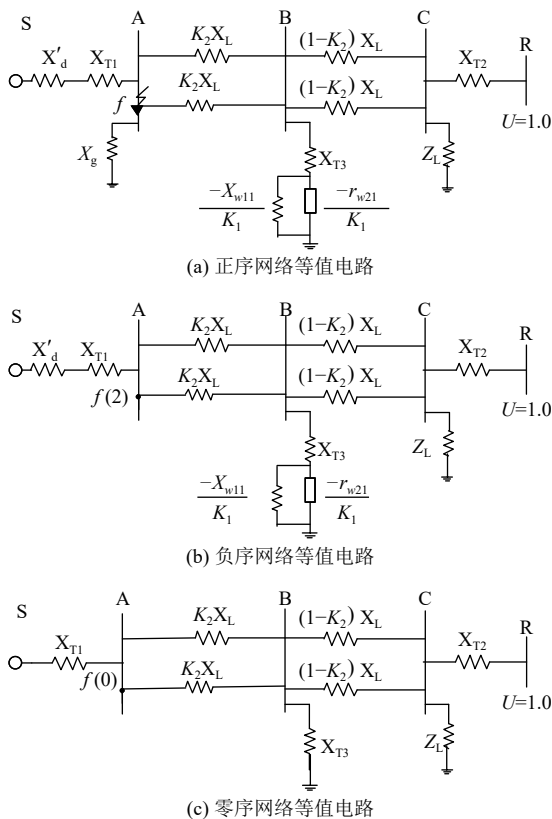 S
A
B
C
R
X'd
XT1
K2XL
(1−K2) XL
XT2
f
K2XL
(1−K2) XL
Xg
XT3
ZL
U=1.0
−Xw11
K1
−rw21
K1
(a) 正序网络等值电路
S
A
B
C
R
X'd
XT1
K2XL
(1−K2) XL
XT2
f(2)
K2XL
(1−K2) XL
XT3
ZL
U=1.0
−Xw11
K1
−rw21
K1
(b) 负序网络等值电路
S
A
B
C
R
XT1
K2XL
(1−K2) XL
XT2
f(0)
K2XL
(1−K2) XL
XT3
ZL
U=1.0
(c) 零序网络等值电路